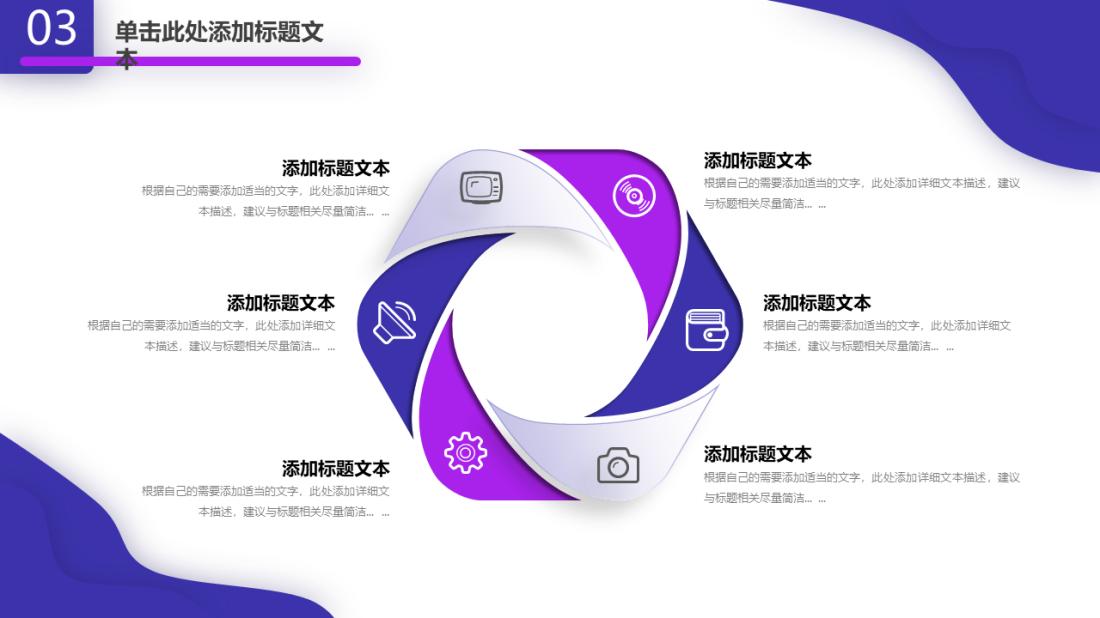 03
单击此处添加标题文
本
添加标题文本
根据自己的需要添加适当的文字，此处添加详细文
本描述，建议与标题相关尽量简洁... ...
添加标题文本
根据自己的需要添加适当的文字，此处添加详细文本描述，建议
与标题相关尽量简洁... ...
添加标题文本
根据自己的需要添加适当的文字，此处添加详细文
本描述，建议与标题相关尽量简洁... ...
添加标题文本
根据自己的需要添加适当的文字，此处添加详细文
本描述，建议与标题相关尽量简洁... ...
添加标题文本
根据自己的需要添加适当的文字，此处添加详细文
本描述，建议与标题相关尽量简洁... ...
添加标题文本
根据自己的需要添加适当的文字，此处添加详细文本描述，建议
与标题相关尽量简洁... ...